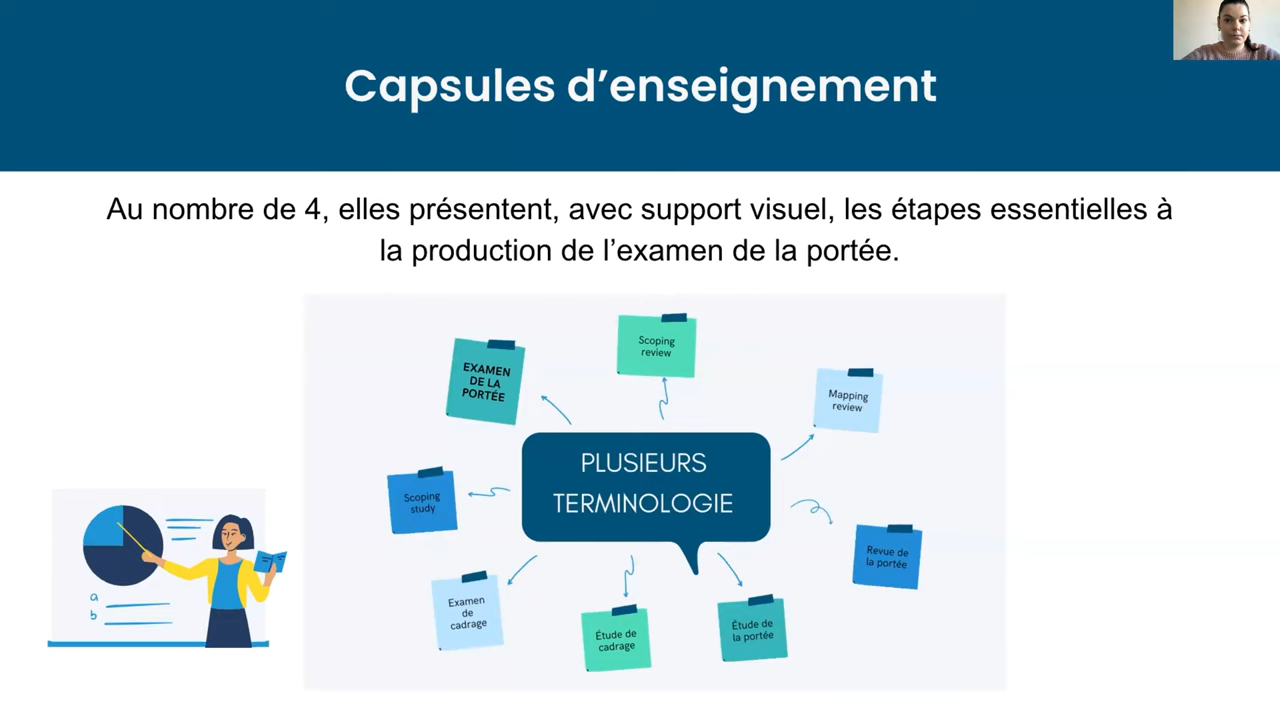 Capsules d’enseignement
Au nombre de 4, elles présentent, avec support visuel, les étapes essentielles à
la production de l’examen de la portée.
Scoping
review
EXAMEN
DE LA
PORTÉE
Mapping
review
PLUSIEURS
TERMINOLOGIE
Scoping
study
Revue de
la portée
Examen
de
cadrage
Étude de
cadrage
Étude de
la portée
a
b